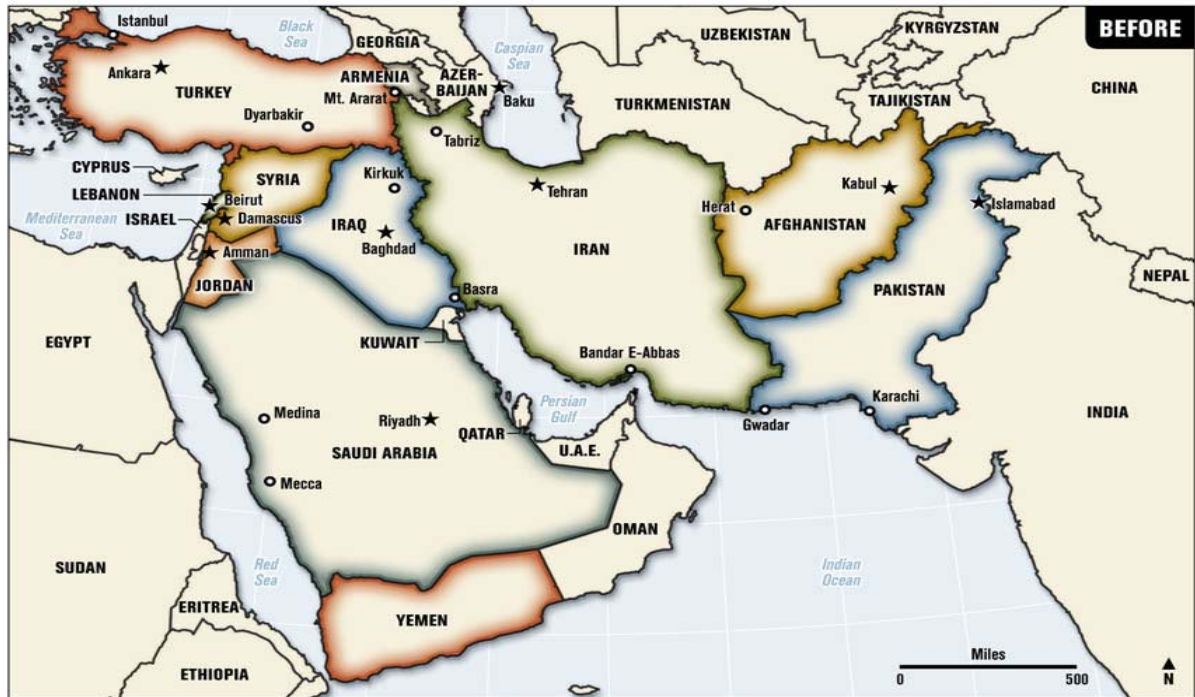 BEFORE
Istanbul
Black
Sea
GEORGIA
Caspian
Sea
UZBEKISTAN
KYRGYZSTAN
Ankara
TURKEY
ARMENIA
Mt. Ararat
AZER-
BAIJAN
Baku
TURKMENISTAN
TAJIKISTAN
CHINA
Dyarbakir
Tabriz
CYPRUS
SYRIA
Kirkuk
Tehran
Kabul
Islamabad
LEBANON
Beirut
Herat
Mediterranean
Sea
ISRAEL
Damascus
IRAQ
Baghdad
IRAN
AFGHANISTAN
Amman
JORDAN
Basra
PAKISTAN
NEPAL
EGYPT
KUWAIT
Bandar E-Abbas
Medina
Riyadh
QATAR
Persian
Gulf
Gwadar
Karachi
INDIA
SAUDI ARABIA
U.A.E.
Mecca
OMAN
SUDAN
Red
Sea
Indian
Ocean
ERITREA
YEMEN
ETHIOPIA
Miles
0
500
N